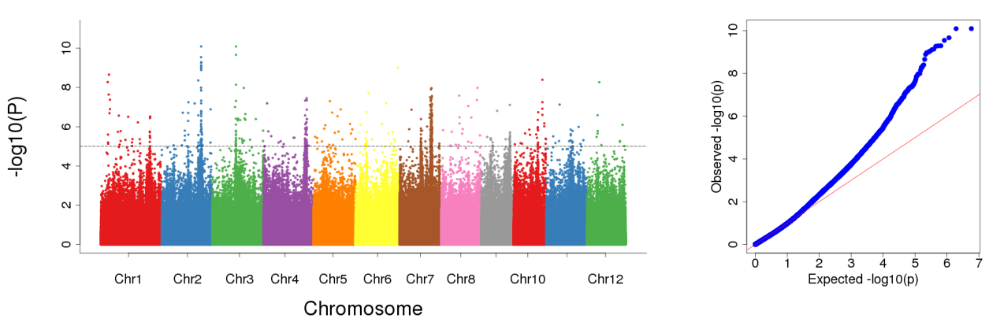 -log10(P)
10
8
6
4
2
0
Chr1 Chr2 Chr3 Chr4 Chr5 Chr6 Chr7 Chr8 Chr10 Chr12
Chromosome
Observed -log10(p)
10
8
6
4
2
0
0 1 2 3 4 5 6 7
Expected -log10(p)